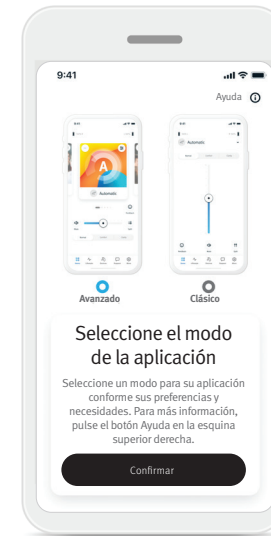 9:41
Ayuda
A
Automatic
Automatic
Avanzado
Clásico
Seleccione el modo
de la aplicación
Seleccione un modo para su aplicación
conforme sus preferencias y
necesidades. Para más información,
pulse el botón Ayuda en la esquina
superior derecha.
Confirmar